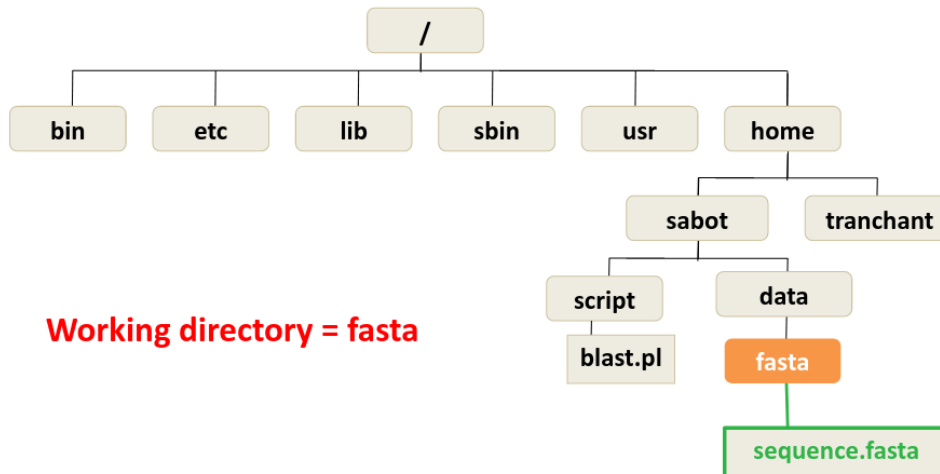 /
bin etc lib sbin usr home
sabot tranchant
script data
Working directory = fasta
blast.pl fasta
sequence.fasta